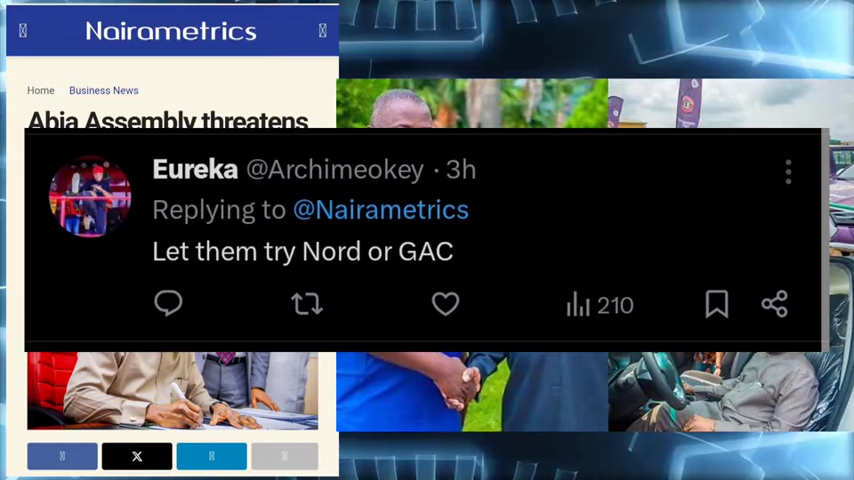 Nairametrics
Home Business News
Abia Assembly threatens
Eureka @Archimeokey · 3h
Replying to @Nairametrics
Let them try Nord or GAC
210